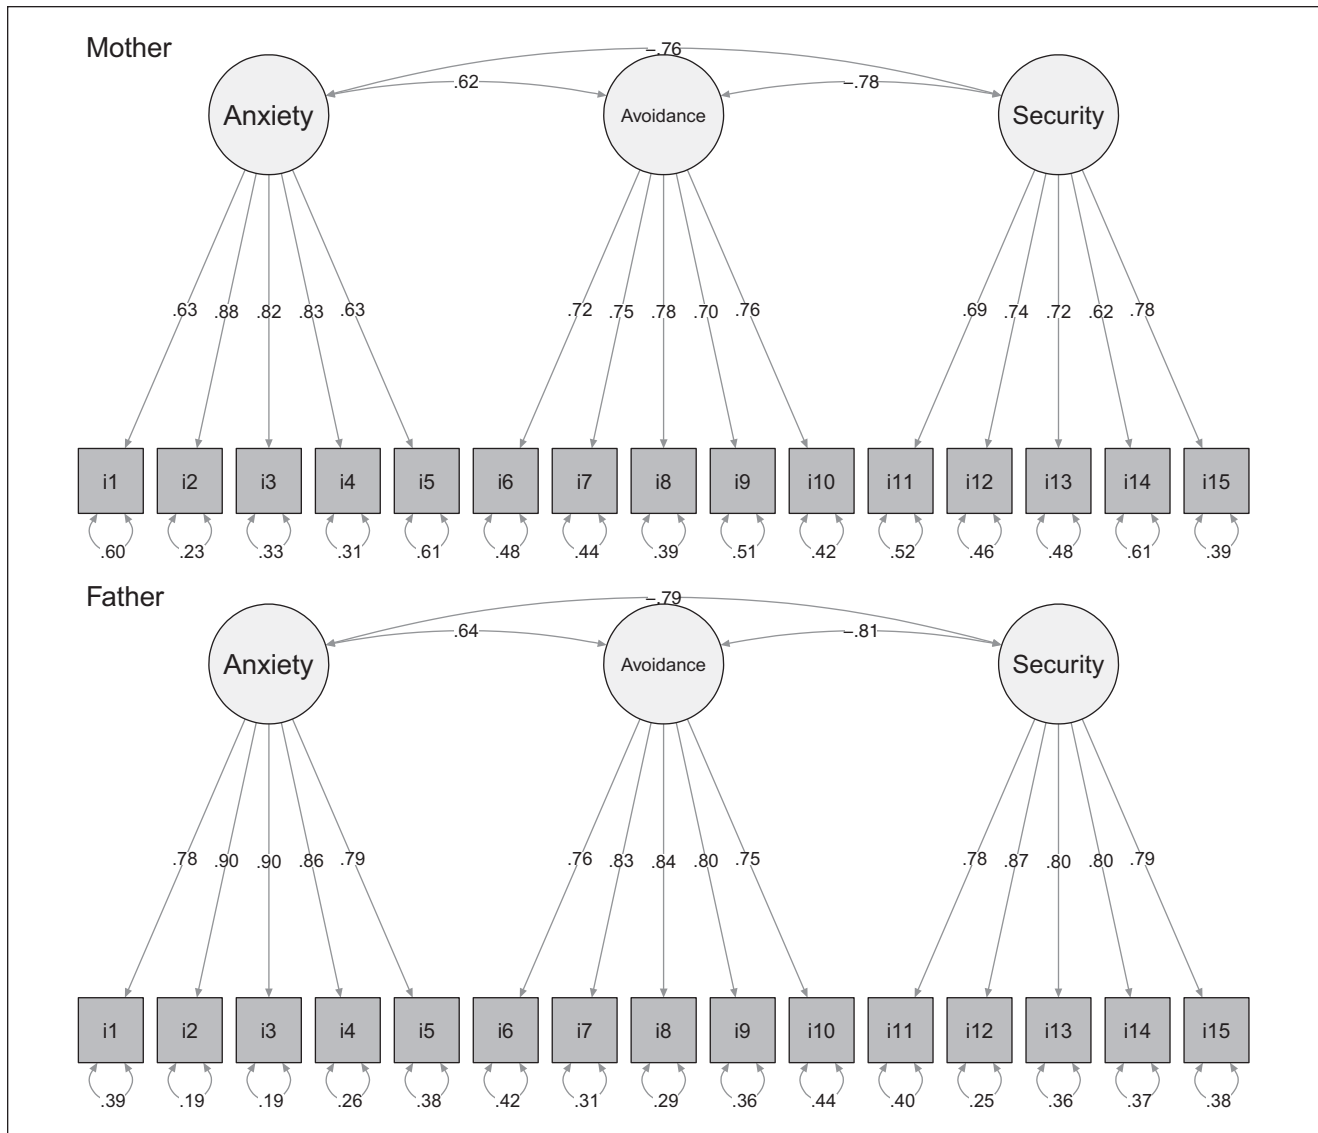 Mother
–.76
.62
–.78
Anxiety
Avoidance
Security
.63 .88 .82 .83 .63 .72 .75 .78 .70 .76 .69 .74 .72 .62 .78
i1 i2 i3 i4 i5 i6 i7 i8 i9 i10 i11 i12 i13 i14 i15
.60 .23 .33 .31 .61 .48 .44 .39 .51 .42 .52 .46 .48 .61 .39
Father
–.79
.64
–.81
Anxiety
Avoidance
Security
.78 .90 .90 .86 .79 .76 .83 .84 .80 .75 .78 .87 .80 .80 .79
i1 i2 i3 i4 i5 i6 i7 i8 i9 i10 i11 i12 i13 i14 i15
.39 .19 .19 .26 .38 .42 .31 .29 .36 .44 .40 .25 .36 .37 .38